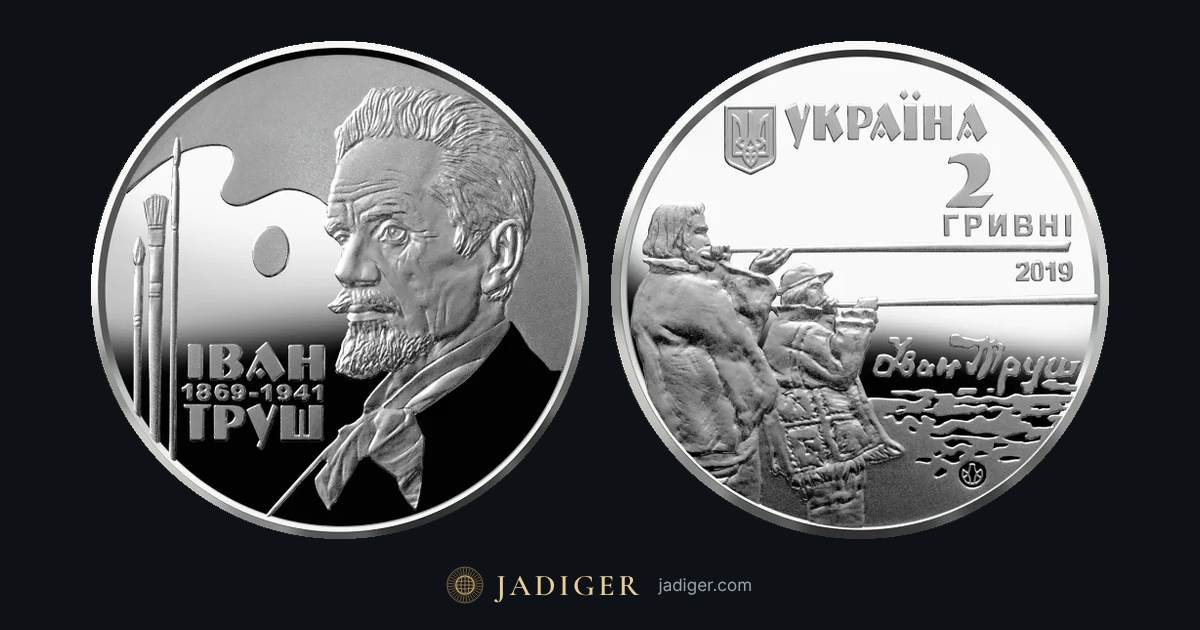 ІВАН
1869-1941
ТРУШ
УКРАЇНА
2
ГРИВНІ
2019
Іван Труш
JADIGER jadiger.com